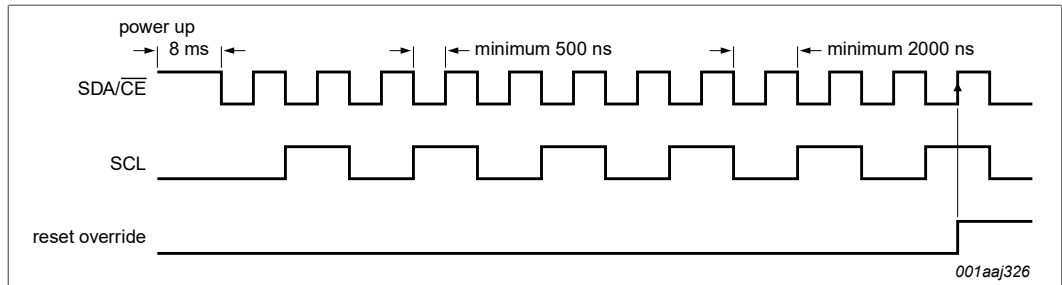 power up
8 ms
minimum 500 ns
minimum 2000 ns
SDA/CE
SCL
reset override
001aaj326